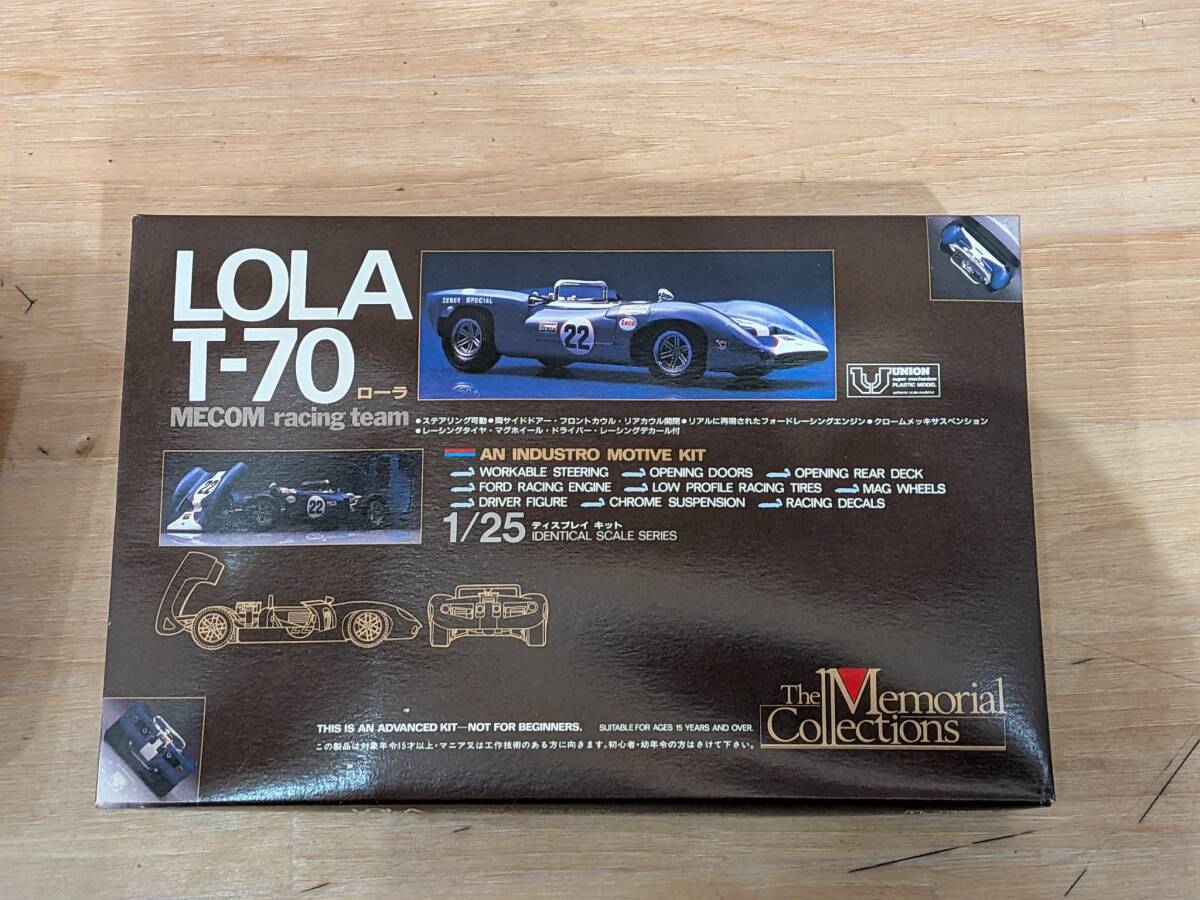 LOLA
T-70 ローラ
MECOM racing team
ZEREX SPECIAL
22
Enco
UNION
super mechanism
PLASTIC MODEL
●ステアリング可動●両サイドドアー・フロントカウル・リアカウル開閉●リアルに再現されたフォードレーシングエンジン●クロームメッキサスペンション
●レーシングタイヤ・マグホイール・ドライバー・レーシングデカール付
AN INDUSTRO MOTIVE KIT
WORKABLE STEERING OPENING DOORS OPENING REAR DECK
FORD RACING ENGINE LOW PROFILE RACING TIRES MAG WHEELS
DRIVER FIGURE CHROME SUSPENSION RACING DECALS
22
22
1/25 ディスプレイ キット
IDENTICAL SCALE SERIES
The Memorial
Collections
THIS IS AN ADVANCED KIT—NOT FOR BEGINNERS. SUITABLE FOR AGES 15 YEARS AND OVER.
この製品は対象年令15才以上・マニア又は工作技術のある方に向きます。初心者・幼年令の方はさけて下さい。